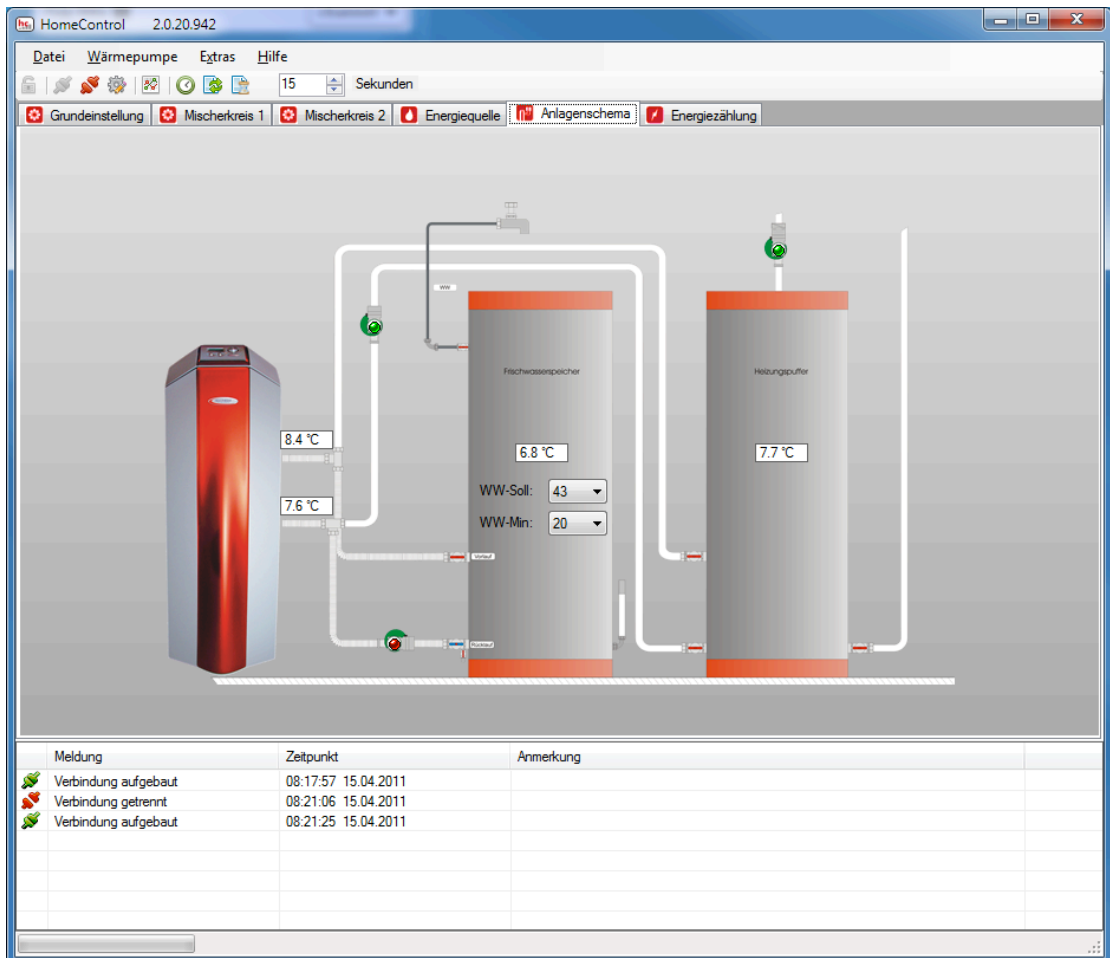 HomeControl 2.0.20.942
Datei Wärmepumpe Extras Hilfe
15 Sekunden
Grundeinstellung Mischerkreis 1 Mischerkreis 2 Energiequelle Anlagenschema Energiezählung
WW
Frischwasserspeicher Heizungspuffer
8.4 °C
6.8 °C 7.7 °C
WW-Soll: 43
7.6 °C
WW-Min: 20
Vorlauf
Rücklauf
Meldung Zeitpunkt Anmerkung
Verbindung aufgebaut 08:17:57 15.04.2011
Verbindung getrennt 08:21:06 15.04.2011
Verbindung aufgebaut 08:21:25 15.04.2011